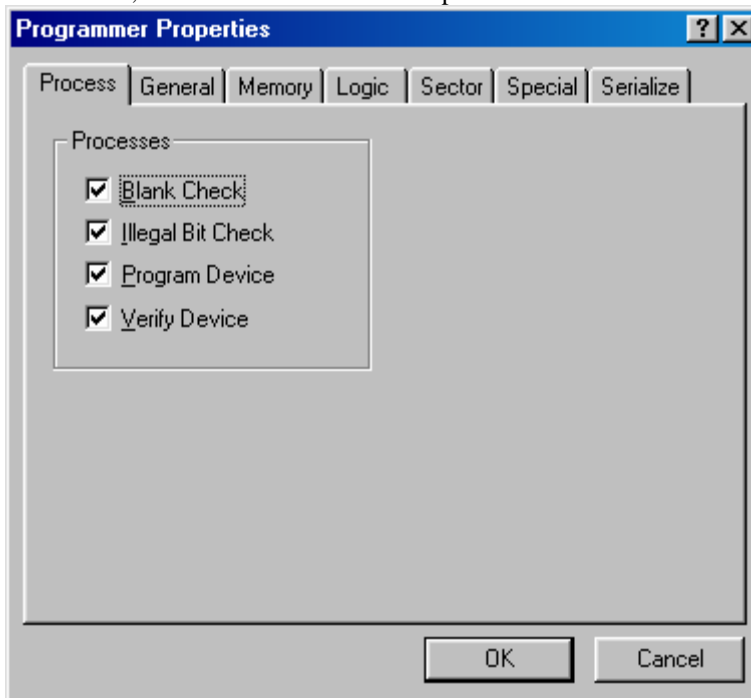 Programmer Properties
Process General Memory Logic Sector Special Serialize
Processes
Blank Check
Illegal Bit Check
Program Device
Verify Device
OK Cancel